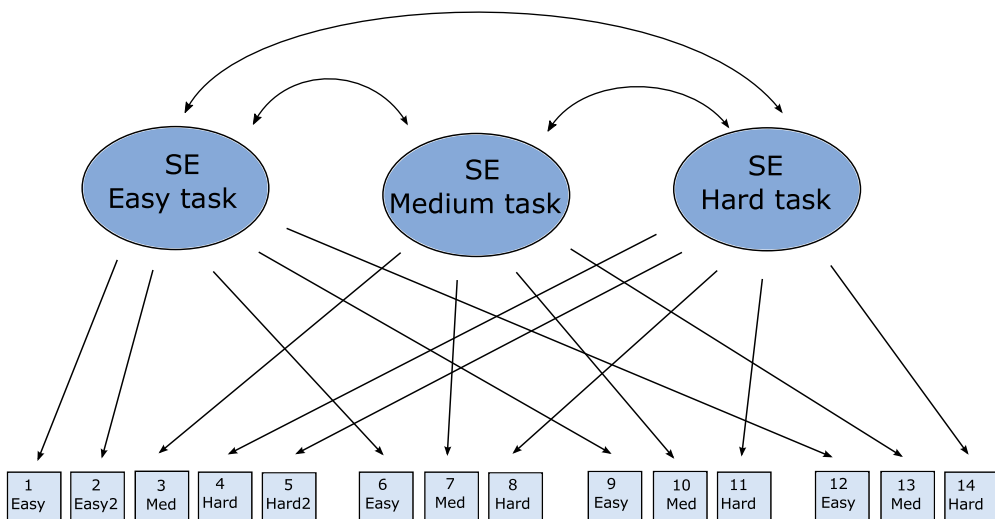 SE
Easy task
SE
Medium task
SE
Hard task
1
Easy
2
Easy2
3
Med
4
Hard
5
Hard2
6
Easy
7
Med
8
Hard
9
Easy
10
Med
11
Hard
12
Easy
13
Med
14
Hard